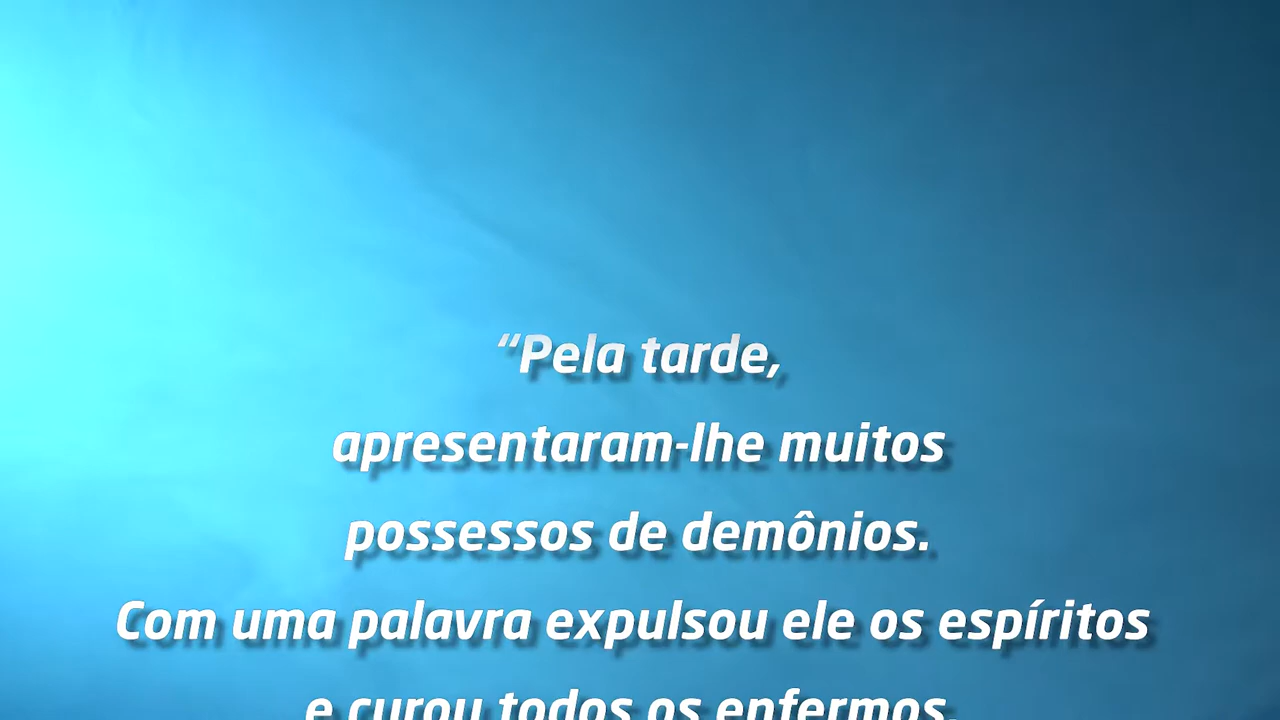 “Pela tarde,
apresentaram-lhe muitos
possessos de demônios.
Com uma palavra expulsou ele os espíritos
e curou todos os enfermos.